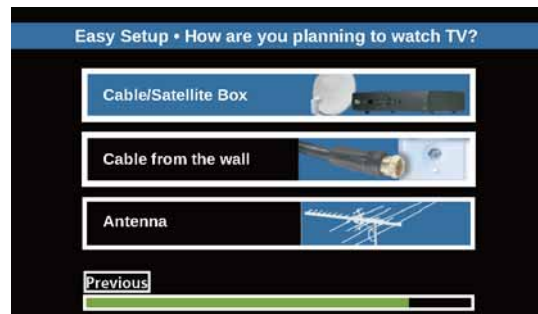 Easy Setup • How are you planning to watch TV?
Cable/Satellite Box
Cable from the wall
Antenna
Previous